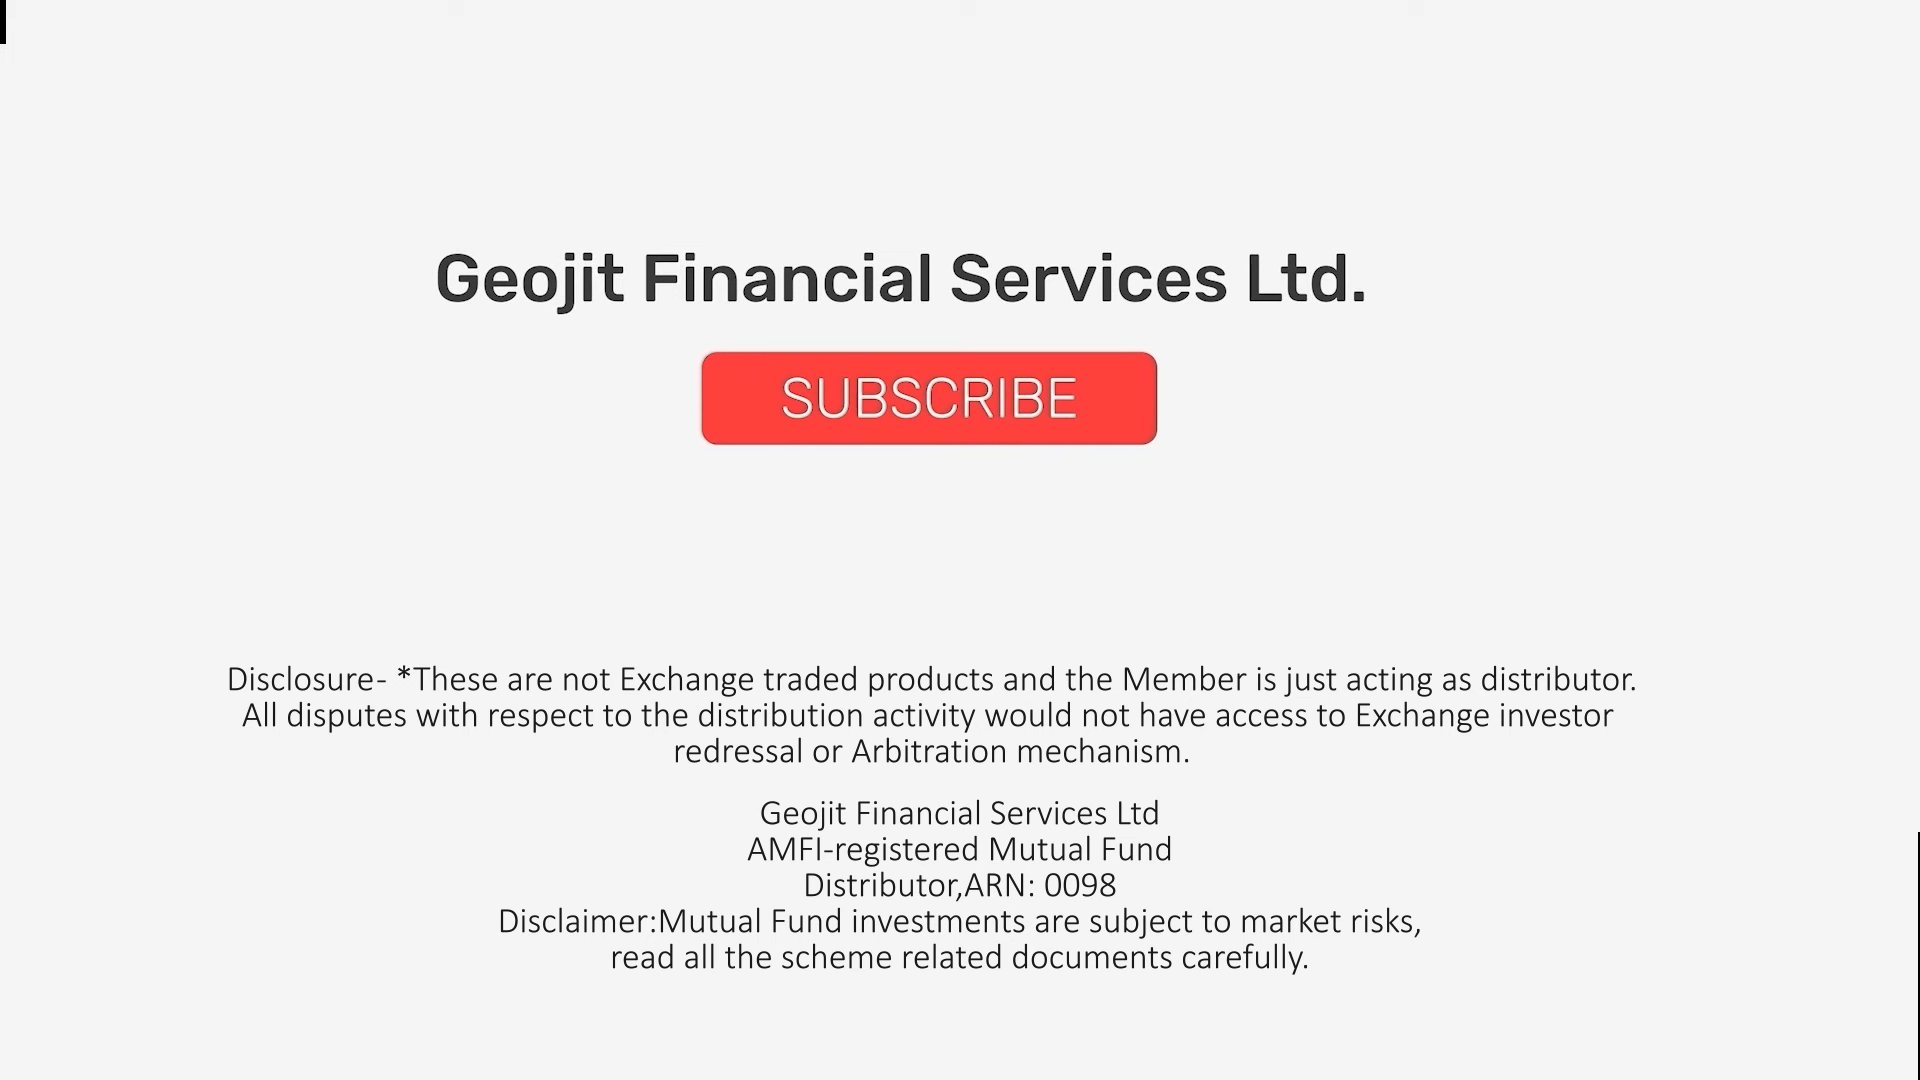 Geojit Financial Services Ltd.
SUBSCRIBE
Disclosure- *These are not Exchange traded products and the Member is just acting as distributor.
All disputes with respect to the distribution activity would not have access to Exchange investor
redressal or Arbitration mechanism.
Geojit Financial Services Ltd
AMFI-registered Mutual Fund
Distributor,ARN: 0098
Disclaimer:Mutual Fund investments are subject to market risks,
read all the scheme related documents carefully.